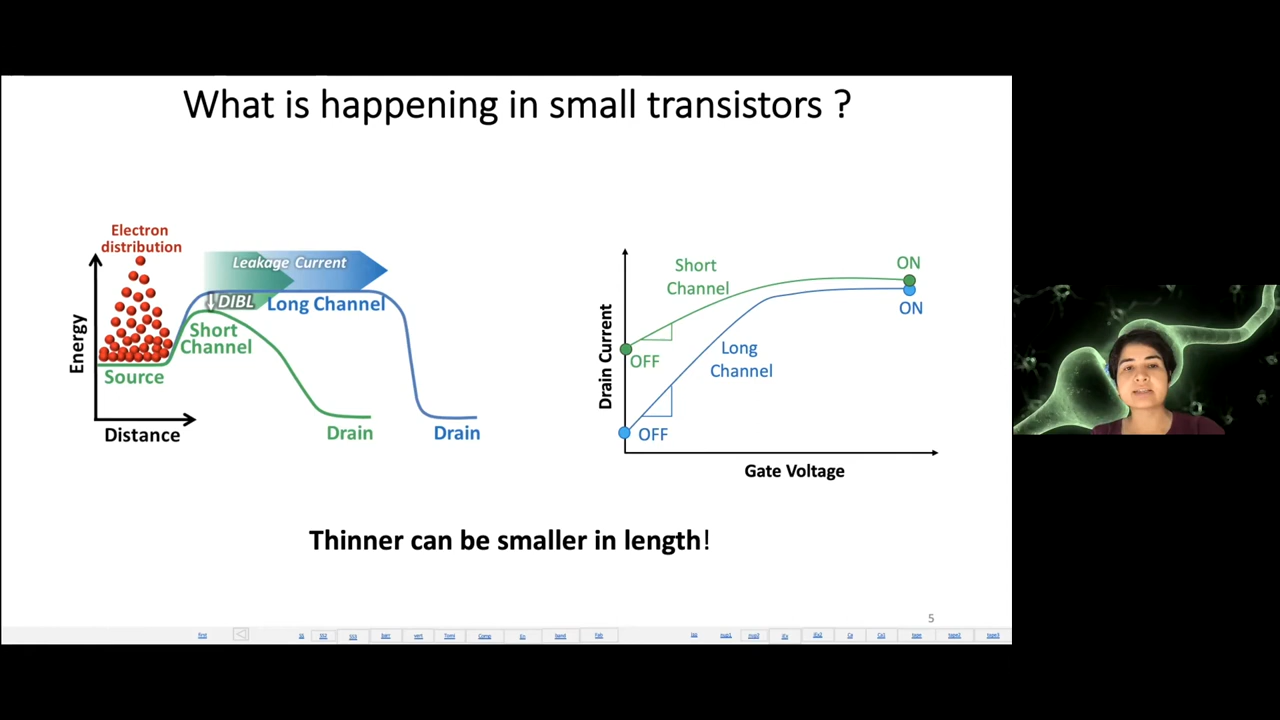 What is happening in small transistors ?
Electron
distribution
Leakage Current
DIBL
Long Channel
Short
Channel
Energy
Source
Distance
Drain
Drain
Short
Channel
ON
ON
OFF
Long
Channel
OFF
Drain Current
Gate Voltage
Thinner can be smaller in length!
5